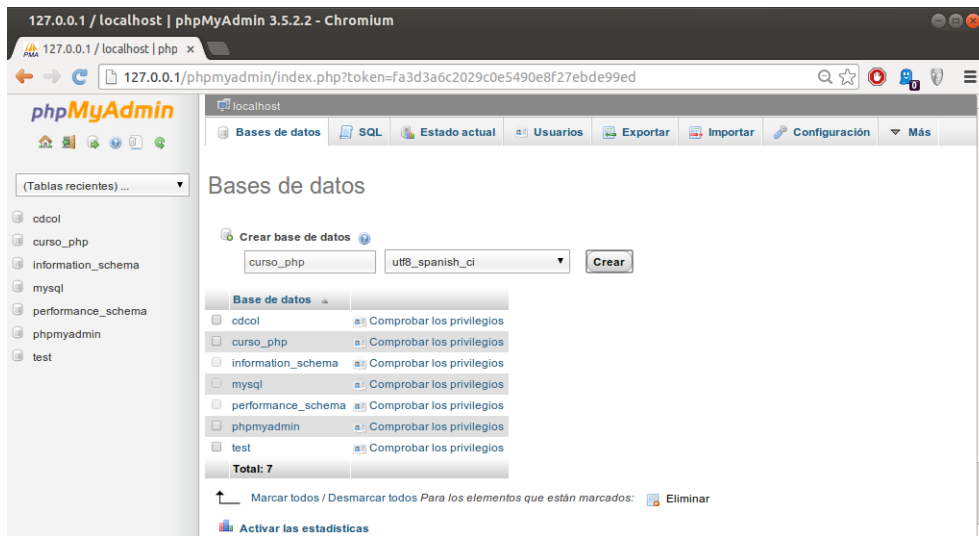 127.0.0.1 / localhost | phpMyAdmin 3.5.2.2 - Chromium
127.0.0.1 / localhost | php
127.0.0.1/phpmyadmin/index.php?token=fa3d3a6c2029c0e5490e8f27ebde99ed
0
phpMyAdmin
(Tablas recientes) ...
cdcol
curso_php
information_schema
mysql
performance_schema
phpmyadmin
test
localhost
Bases de datos SQL Estado actual Usuarios Exportar Importar Configuración Más
Bases de datos
Crear base de datos
curso_php utf8_spanish_ci Crear
Base de datos
cdcol Comprobar los privilegios
curso_php Comprobar los privilegios
information_schema Comprobar los privilegios
mysql Comprobar los privilegios
performance_schema Comprobar los privilegios
phpmyadmin Comprobar los privilegios
test Comprobar los privilegios
Total: 7
Marcar todos / Desmarcar todos Para los elementos que están marcados: Eliminar
Activar las estadísticas